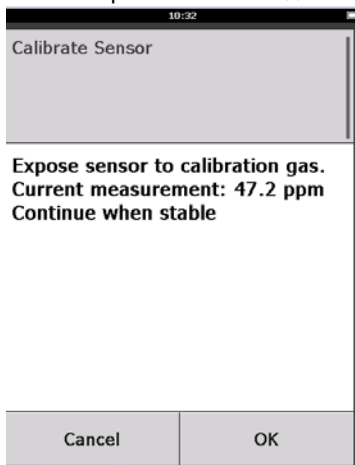 10:32
Calibrate Sensor
Expose sensor to calibration gas.
Current measurement: 47.2 ppm
Continue when stable
Cancel
OK